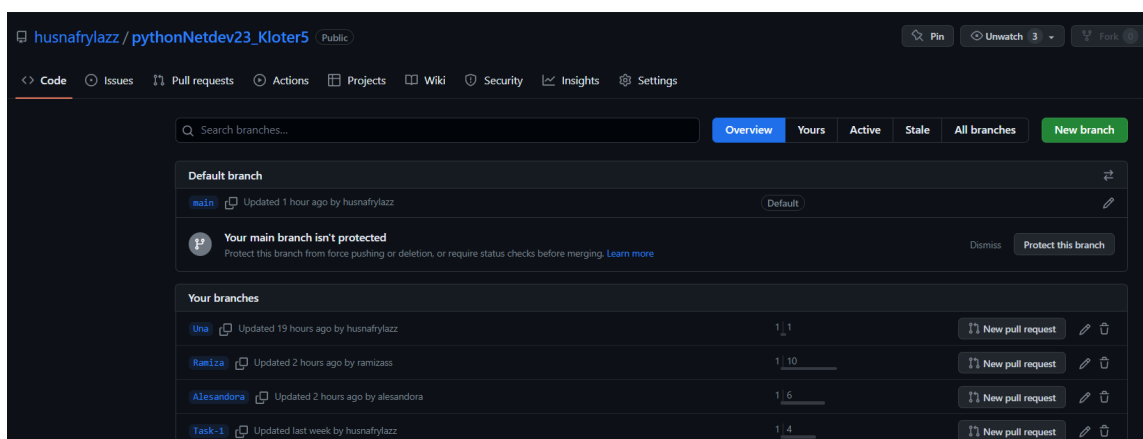 husnafrylazz / pythonNetdev23_Kloter5 Public Pin Unwatch 3 Fork 0
Code Issues Pull requests Actions Projects Wiki Security Insights Settings
Search branches... Overview Yours Active Stale All branches New branch
Default branch
main Updated 1 hour ago by husnafrylazz Default
Your main branch isn't protected
Protect this branch from force pushing or deletion, or require status checks before merging. Learn more Dismiss Protect this branch
Your branches
Una Updated 19 hours ago by husnafrylazz 1 1 New pull request
Ramiza Updated 2 hours ago by ramizass 1 10 New pull request
Alesandora Updated 2 hours ago by alesandora 1 6 New pull request
Task-1 Updated last week by husnafrylazz 1 4 New pull request